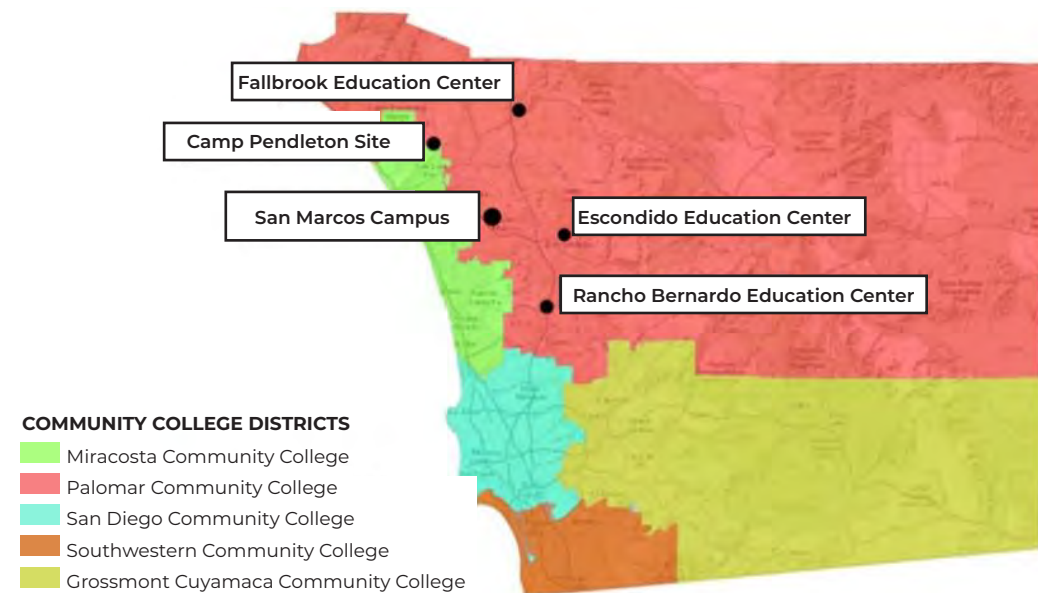 Fallbrook Education Center
Camp Pendleton Site
San Marcos Campus
Escondido Education Center
Rancho Bernardo Education Center
COMMUNITY COLLEGE DISTRICTS
Miracosta Community College
Palomar Community College
San Diego Community College
Southwestern Community College
Grossmont Cuyamaca Community College